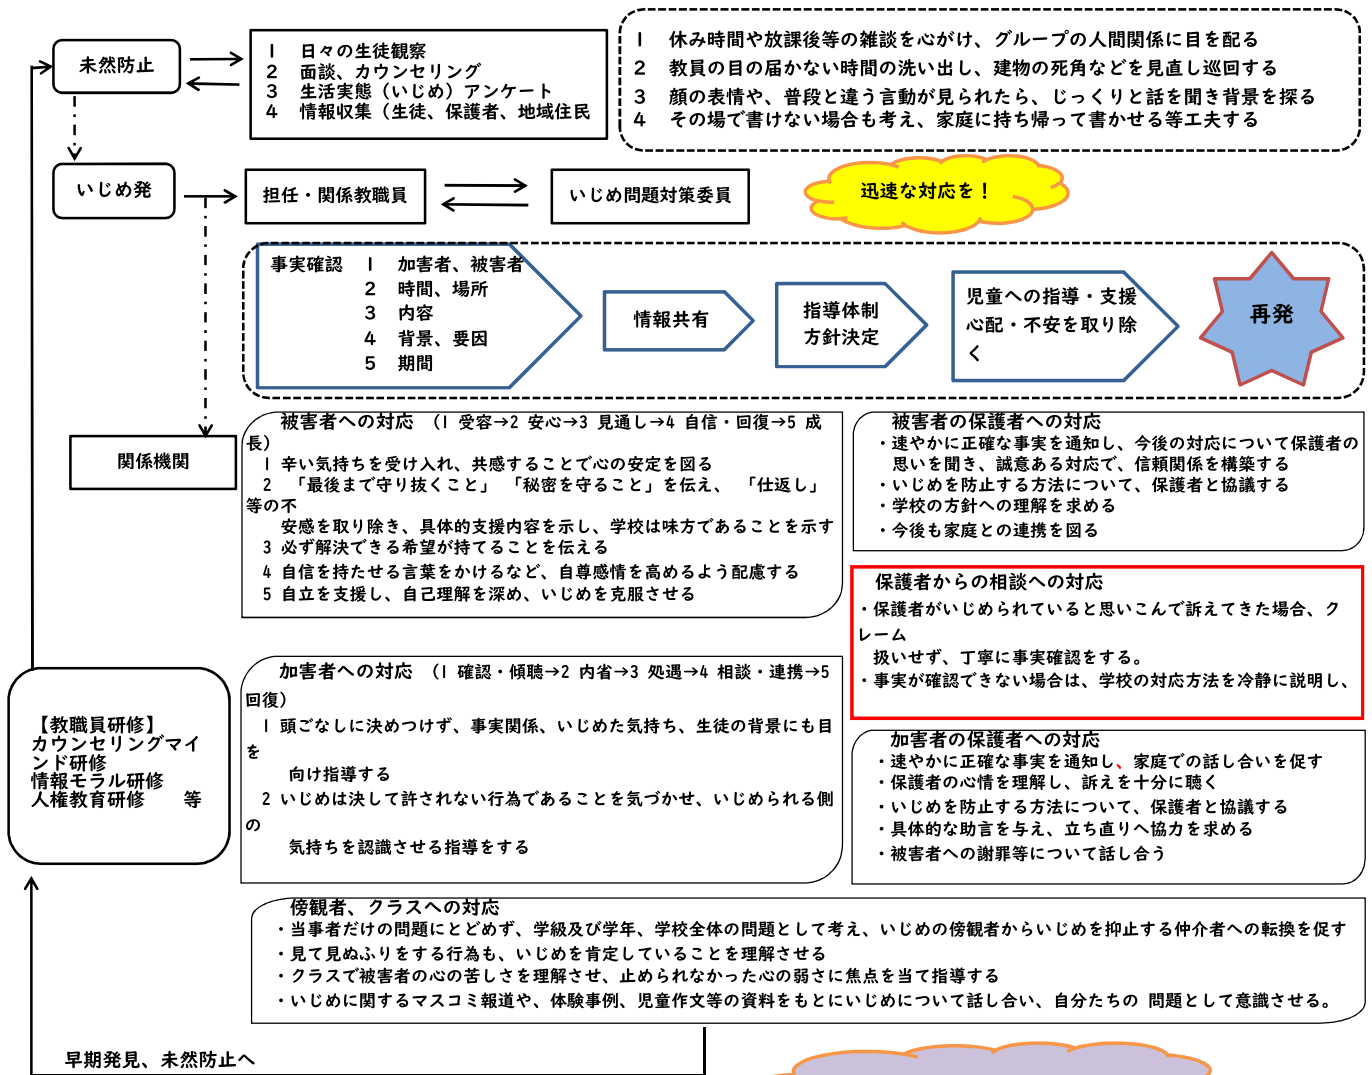 未然防止
1 日々の生徒観察
2 面談、カウンセリング
3 生活実態（いじめ）アンケート
4 情報収集（生徒、保護者、地域住民
1 休み時間や放課後等の雑談を心がけ、グループの人間関係に目を配る
2 教員の目の届かない時間の洗い出し、建物の死角などを見直し巡回する
3 顔の表情や、普段と違う言動が見られたら、じっくりと話を聞き背景を探る
4 その場で書けない場合も考え、家庭に持ち帰って書かせる等工夫する
いじめ発
担任・関係教職員
いじめ問題対策委員
迅速な対応を！
事実確認 1 加害者、被害者
2 時間、場所
3 内容
4 背景、要因
5 期間
情報共有
指導体制
方針決定
児童への指導・支援
心配・不安を取り除
く
再発
関係機関
被害者への対応 （1 受容→2 安心→3 見通し→4 自信・回復→5 成
長）
1 辛い気持ちを受け入れ、共感することで心の安定を図る
2 「最後まで守り抜くこと」 「秘密を守ること」を伝え、 「仕返し」
等の不
安感を取り除き、具体的支援内容を示し、学校は味方であることを示す
3 必ず解決できる希望が持てることを伝える
4 自信を持たせる言葉をかけるなど、自尊感情を高めるよう配慮する
5 自立を支援し、自己理解を深め、いじめを克服させる
被害者の保護者への対応
・速やかに正確な事実を通知し、今後の対応について保護者の
思いを聞き、誠意ある対応で、信頼関係を構築する
・いじめを防止する方法について、保護者と協議する
・学校の方針への理解を求める
・今後も家庭との連携を図る
保護者からの相談への対応
・保護者がいじめられていると思いこんで訴えてきた場合、ク
レーム
扱いせず、丁寧に事実確認をする。
・事実が確認できない場合は、学校の対応方法を冷静に説明し、
加害者への対応 （1 確認・傾聴→2 内省→3 処遇→4 相談・連携→5
回復）
1 頭ごなしに決めつけず、事実関係、いじめた気持ち、生徒の背景にも目
を
向け指導する
2 いじめは決して許されない行為であることを気づかせ、いじめられる側
の
気持ちを認識させる指導をする
加害者の保護者への対応
・速やかに正確な事実を通知し、家庭での話し合いを促す
・保護者の心情を理解し、訴えを十分に聴く
・いじめを防止する方法について、保護者と協議する
・具体的な助言を与え、立ち直りへ協力を求める
・被害者への謝罪等について話し合う
【教職員研修】
カウンセリングマイ
ンド研修
情報モラル研修
人権教育研修 等
傍観者、クラスへの対応
・当事者だけの問題にとどめず、学級及び学年、学校全体の問題として考え、いじめの傍観者からいじめを抑止する仲介者への転換を促す
・見て見ぬふりをする行為も、いじめを肯定していることを理解させる
・クラスで被害者の心の苦しさを理解させ、止められなかった心の弱さに焦点を当て指導する
・いじめに関するマスコミ報道や、体験事例、児童作文等の資料をもとにいじめについて話し合い、自分たちの 問題として意識させる。
早期発見、未然防止へ